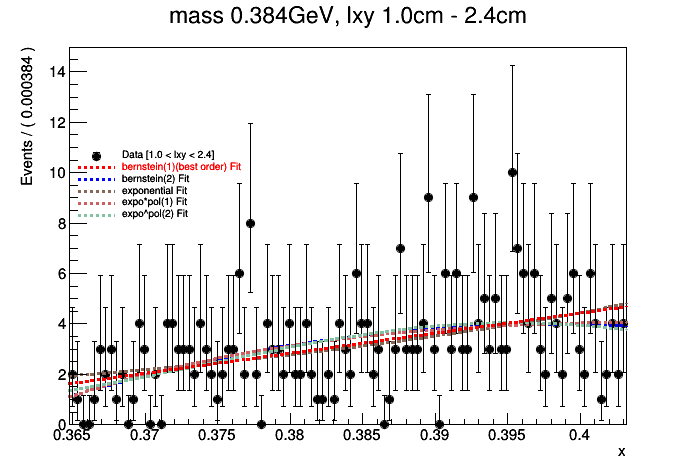 mass 0.384GeV, lxy 1.0cm - 2.4cm
Events / ( 0.000384 )
14
12
10
8
6
4
2
0
Data [1.0 < lxy < 2.4]
bernstein(1)(best order) Fit
bernstein(2) Fit
exponential Fit
expo*pol(1) Fit
expo^pol(2) Fit
0.365 0.37 0.375 0.38 0.385 0.39 0.395 0.4
x